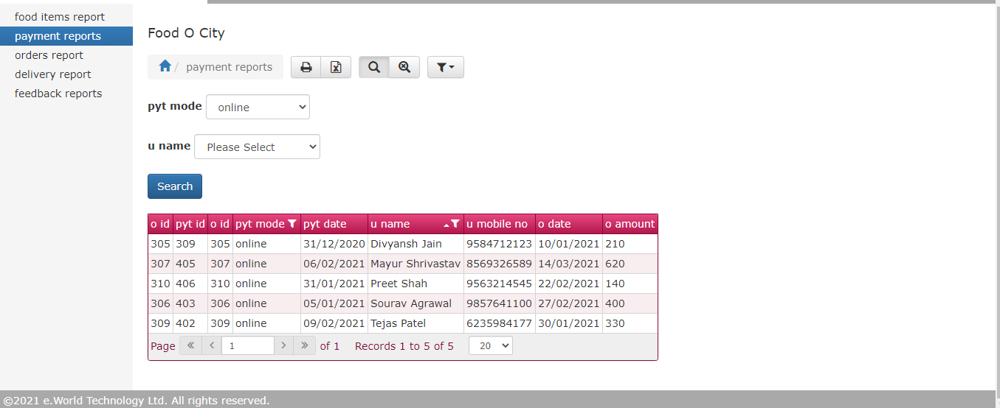 food items report
payment reports
orders report
delivery report
feedback reports
Food O City
/ payment reports
pyt mode online
u name Please Select
Search
o id pyt id o id pyt mode pyt date u name u mobile no o date o amount
305 309 305 online 31/12/2020 Divyansh Jain 9584712123 10/01/2021 210
307 405 307 online 06/02/2021 Mayur Shrivastav 8569326589 14/03/2021 620
310 406 310 online 31/01/2021 Preet Shah 9563214545 22/02/2021 140
306 403 306 online 05/01/2021 Sourav Agrawal 9857641100 27/02/2021 400
309 402 309 online 09/02/2021 Tejas Patel 6235984177 30/01/2021 330
Page 1 of 1 Records 1 to 5 of 5 20
©2021 e.World Technology Ltd. All rights reserved.